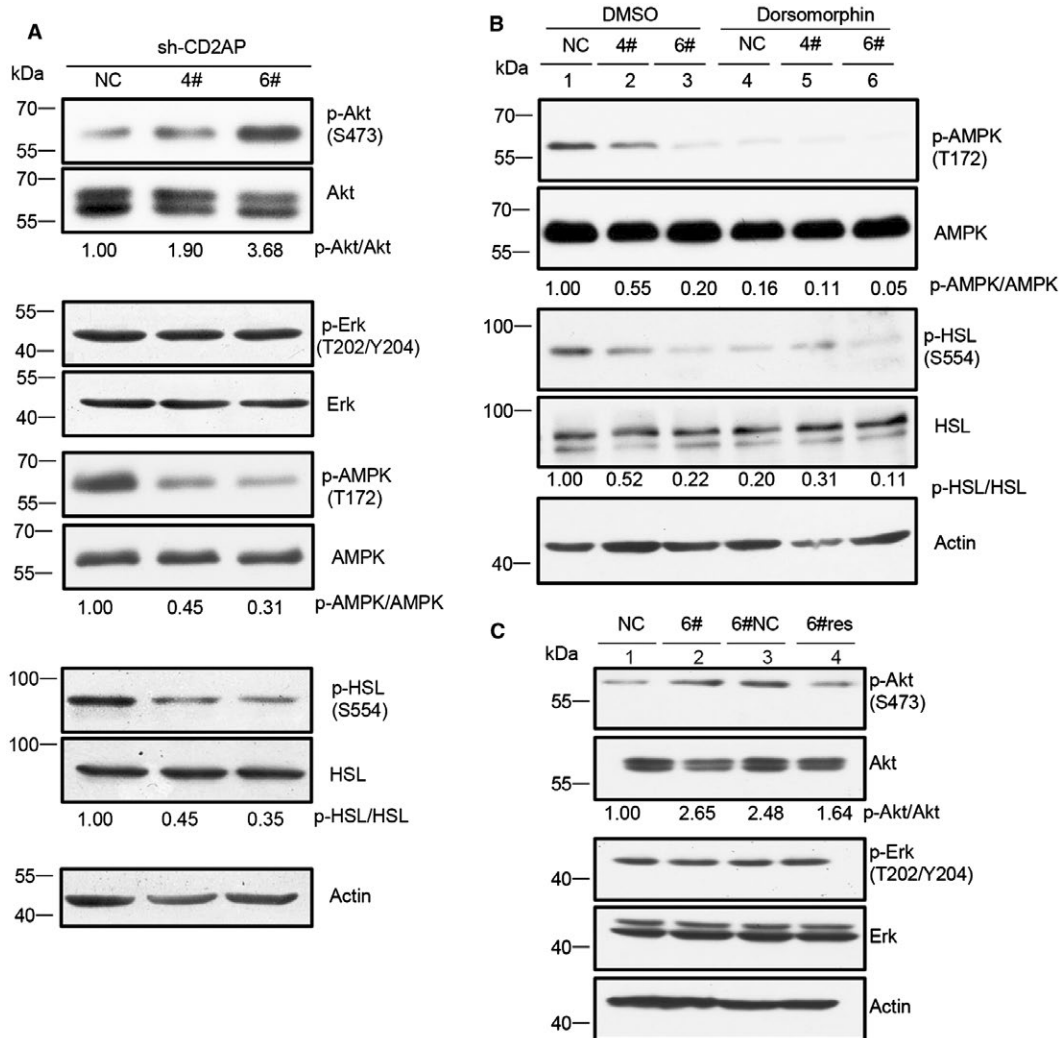 A
sh-CD2AP
kDa
NC 4# 6#
70
55
p-Akt
(S473)
70
55
Akt
1.00 1.90 3.68 p-Akt/Akt
55
40
p-Erk
(T202/Y204)
55
40
Erk
70
55
p-AMPK
(T172)
70
55
AMPK
1.00 0.45 0.31 p-AMPK/AMPK
100
p-HSL
(S554)
100
HSL
1.00 0.45 0.35 p-HSL/HSL
55
40
Actin
B
DMSO Dorsomorphin
NC 4# 6# NC 4# 6#
kDa
1 2 3 4 5 6
70
55
p-AMPK
(T172)
70
55
AMPK
1.00 0.55 0.20 0.16 0.11 0.05 p-AMPK/AMPK
100
p-HSL
(S554)
100
HSL
1.00 0.52 0.22 0.20 0.31 0.11 p-HSL/HSL
40
Actin
C
NC 6# 6#NC 6#res
kDa
1 2 3 4
55
p-Akt
(S473)
55
Akt
1.00 2.65 2.48 1.64 p-Akt/Akt
40
p-Erk
(T202/Y204)
40
Erk
40
Actin